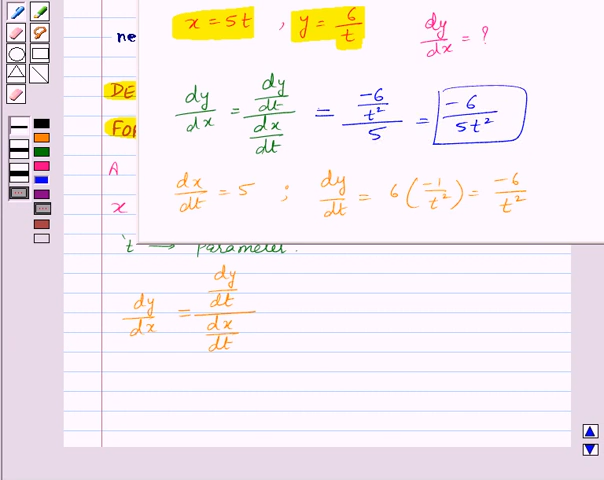 x = 5t , y = 6/t dy/dx = ?
ne
dy/dx = (dy/dt)/(dx/dt) = (-6/t²)/5 = -6/5t²
DE
FOR
dx/dt = 5 ; dy/dt = 6(-1/t²) = -6/t²
A
x
't → Parameter.
dy/dx = (dy/dt)/(dx/dt)